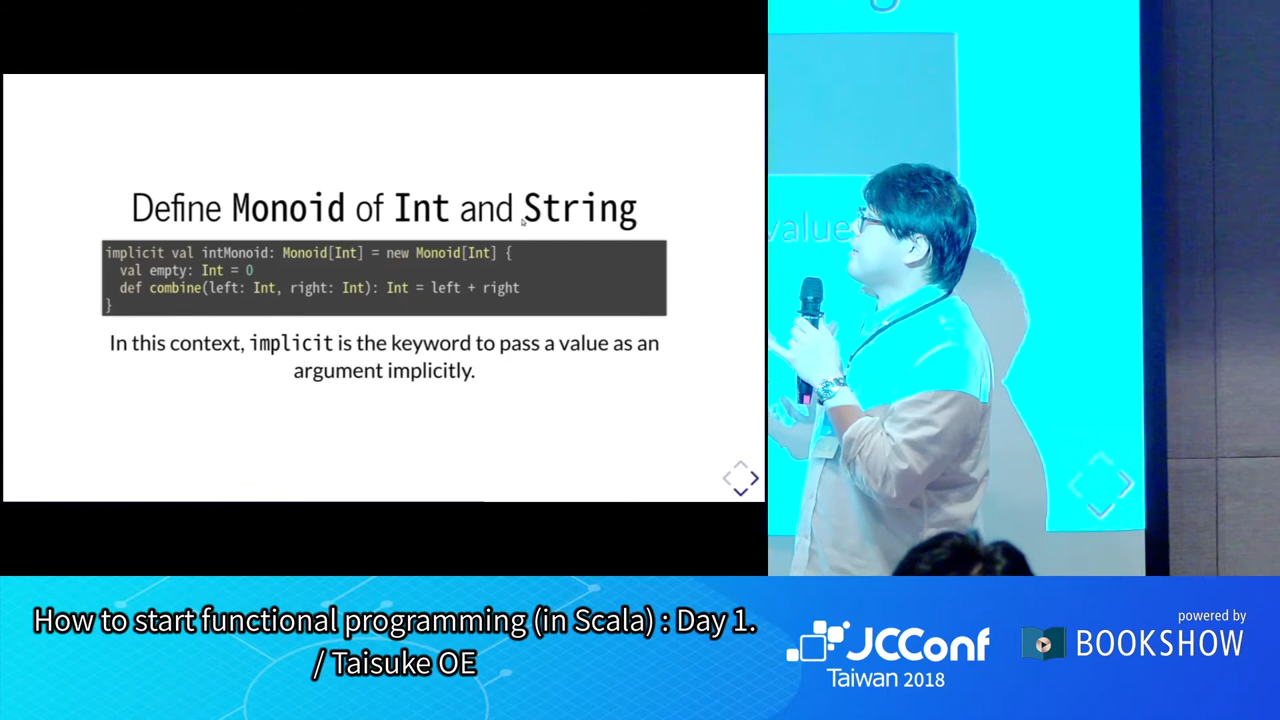 Define Monoid of Int and String
implicit val intMonoid: Monoid[Int] = new Monoid[Int] {
  val empty: Int = 0
  def combine(left: Int, right: Int): Int = left + right
}
In this context, implicit is the keyword to pass a value as an
argument implicitly.
value
How to start functional programming (in Scala) : Day 1.
/ Taisuke OE
JCConf
Taiwan 2018
powered by
BOOKSHOW